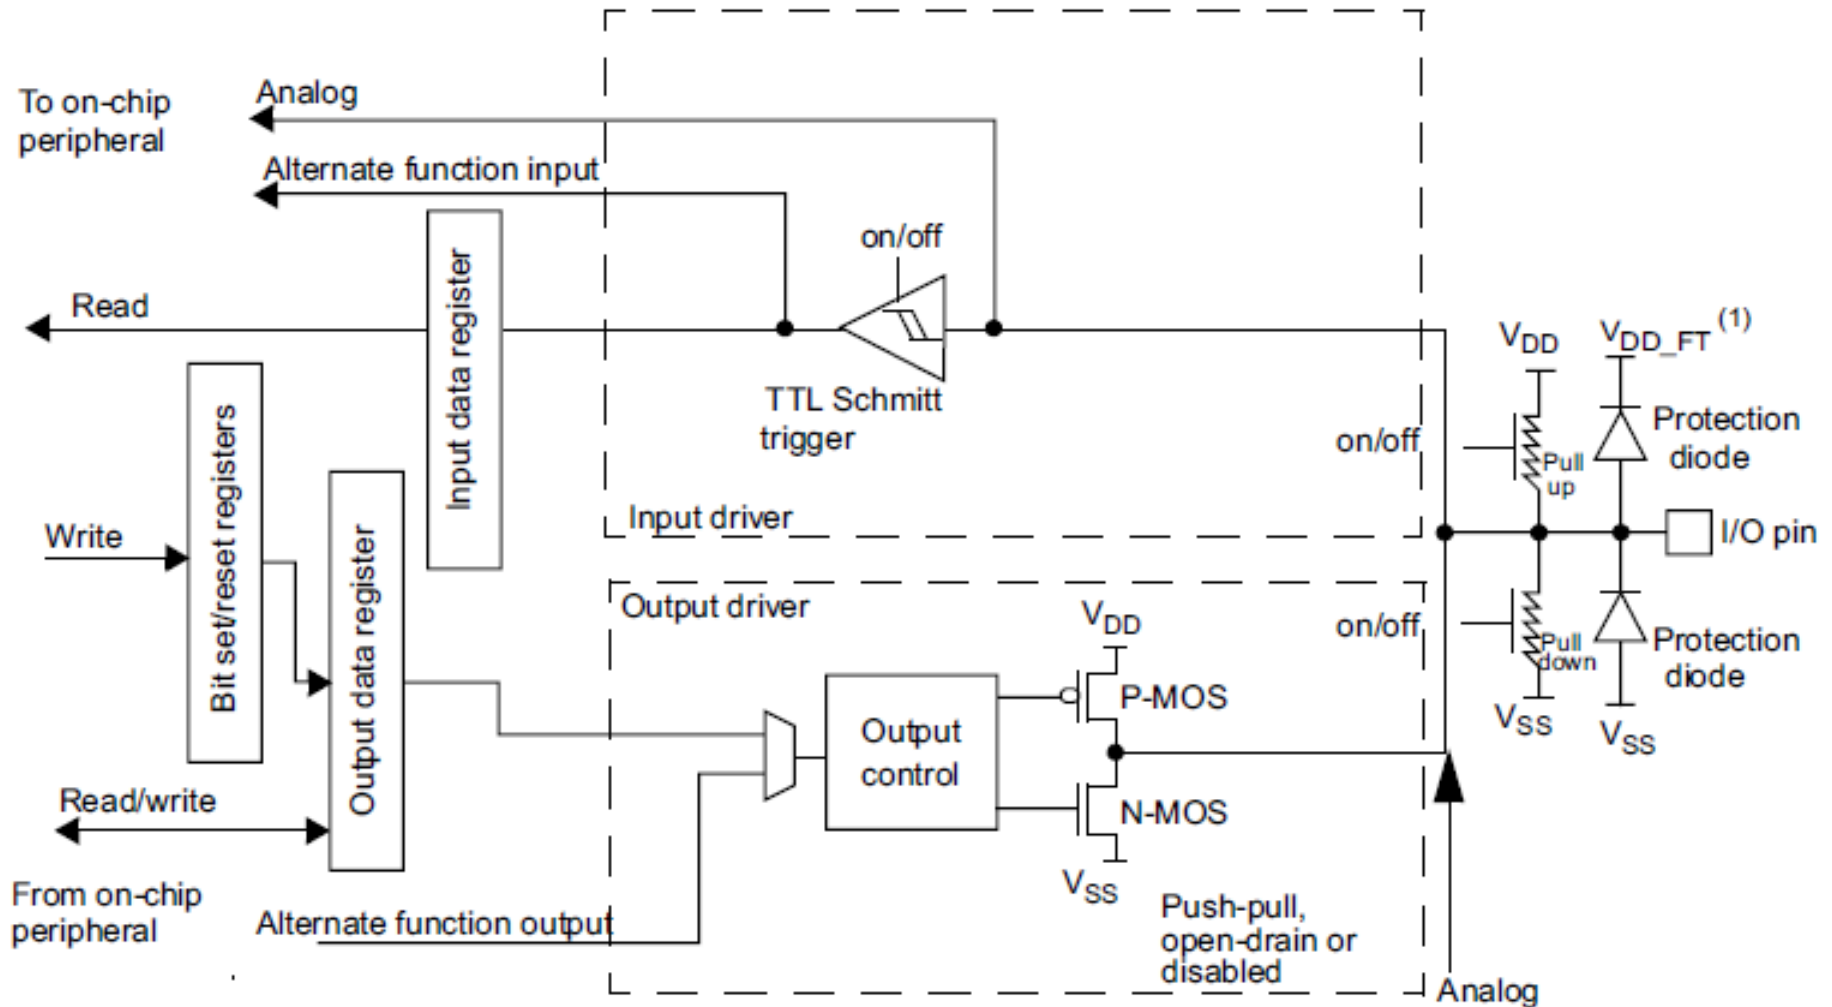 To on-chip
peripheral
Analog
Alternate function input
on/off
Read
Input data register
TTL Schmitt
trigger
Input driver
VDD
VDD_FT (1)
on/off
Pull
up
Protection
diode
I/O pin
Bit set/reset registers
Write
Output data register
Output driver
VDD
on/off
Pull
down
Protection
diode
VSS
VSS
P-MOS
Output
control
N-MOS
VSS
Read/write
From on-chip
peripheral
Alternate function output
Push-pull,
open-drain or
disabled
Analog